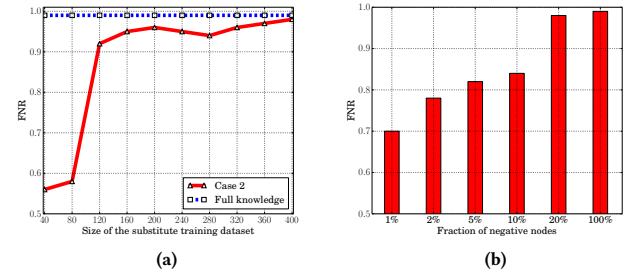 1.0
0.9
0.8
0.7
0.6
0.5
FNR
40 80 120 160 200 240 280 320 360 400
Size of the substitute training dataset
Case 2
Full knowledge
(a)
1.0
0.9
0.8
0.7
0.6
0.5
FNR
1% 2% 5% 10% 20% 100%
Fraction of negative nodes
(b)